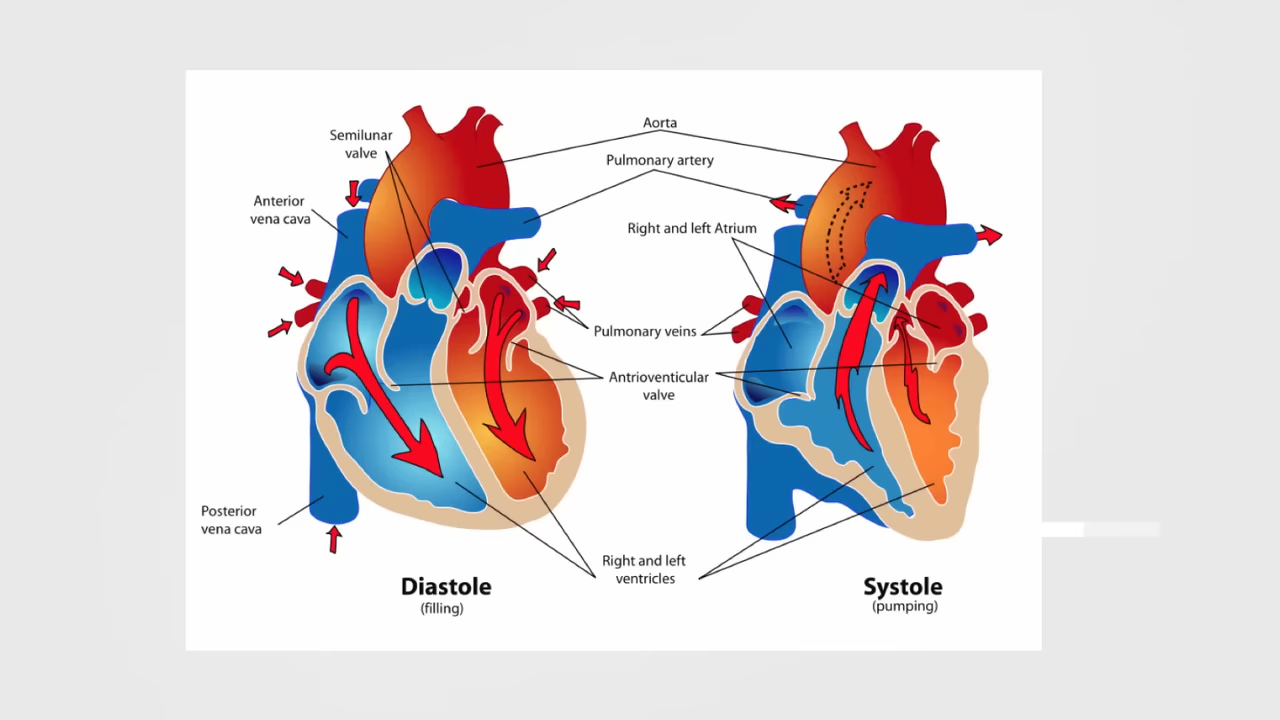 Semilunar
valve
Aorta
Pulmonary artery
Anterior
vena cava
Right and left Atrium
Pulmonary veins
Antrioventicular
valve
Posterior
vena cava
Right and left
ventricles
Diastole
(filling)
Systole
(pumping)